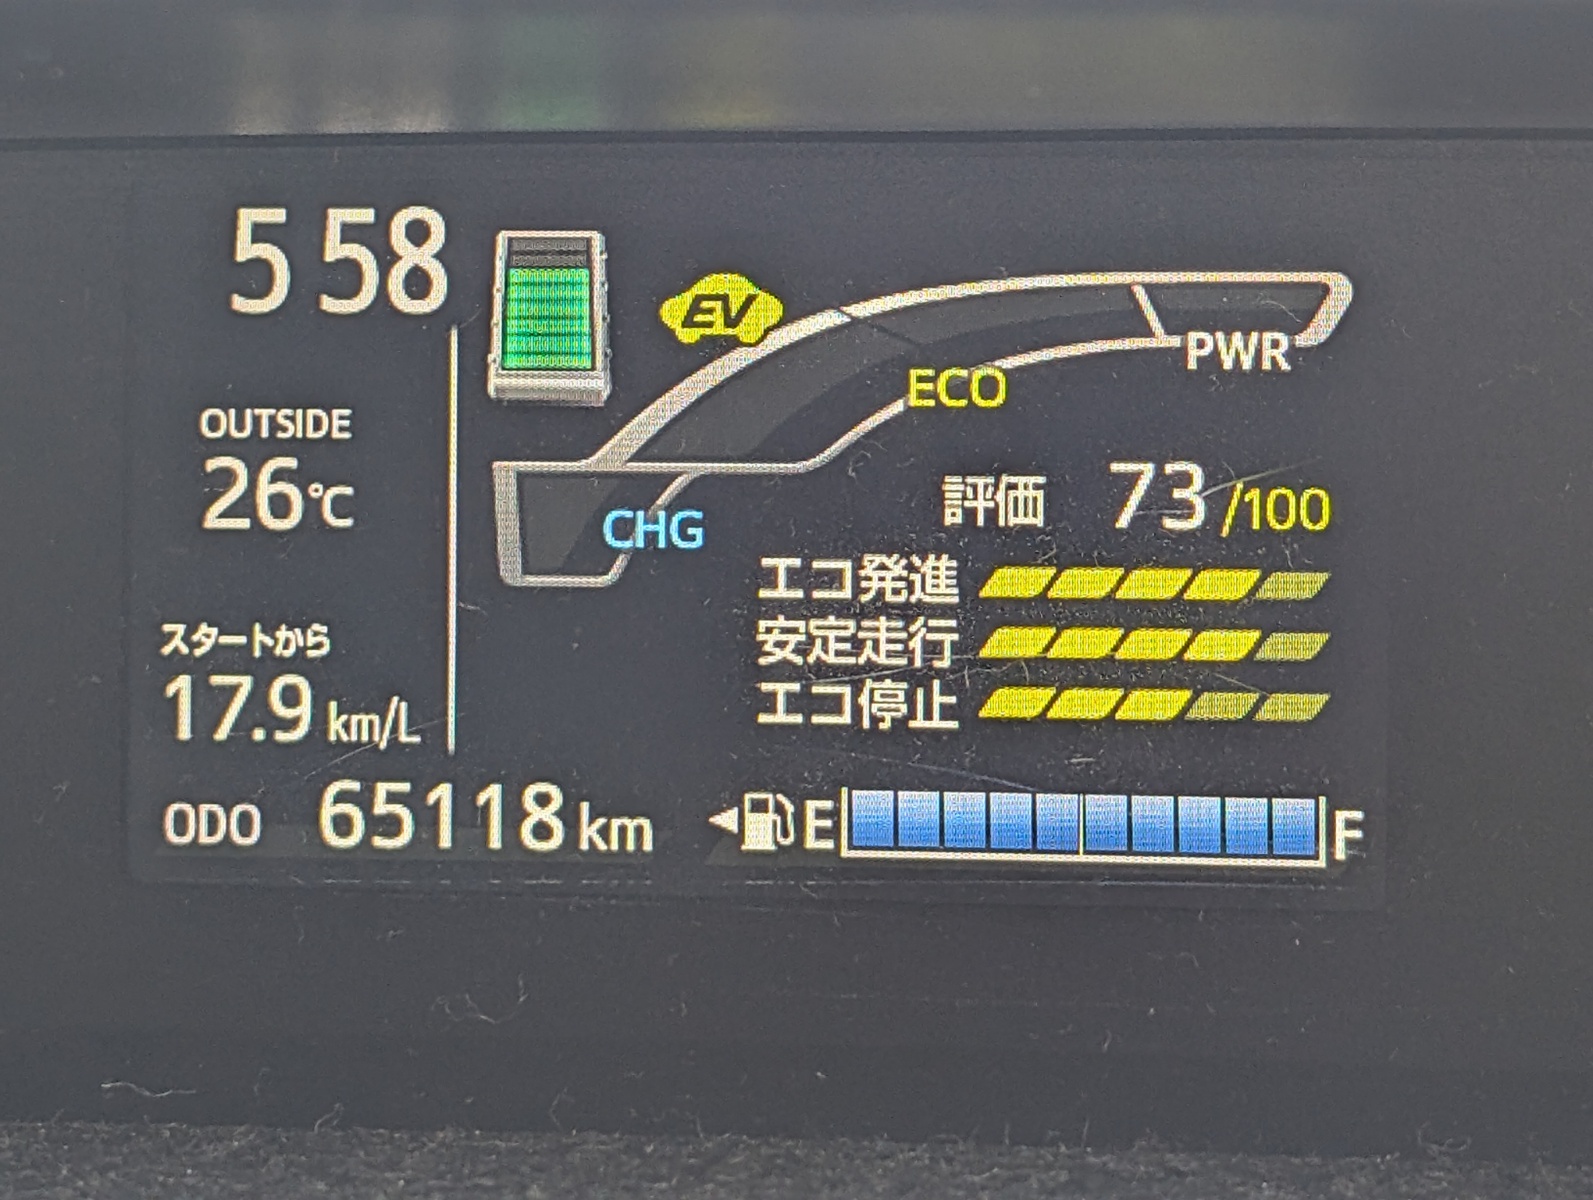 5 58
EV
PWR
ECO
OUTSIDE
26℃
CHG
評価 73/100
エコ発進
安定走行
エコ停止
スタートから
17.9 km/L
ODO 65118 km
E F